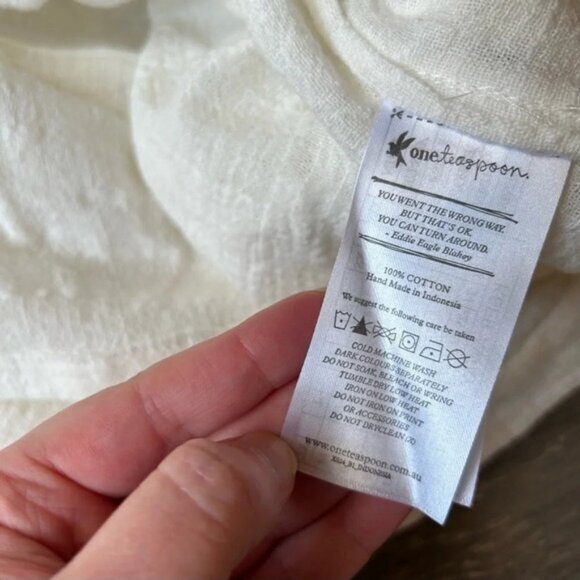 oneteaspoon.
YOU WENT THE WRONG WAY.
BUT THAT'S OK.
YOU CAN TURN AROUND.
- Eddie Eagle Blakey
100% COTTON
Hand Made in Indonesia
We suggest the following care be taken
COLD MACHINE WASH
DARK COLOURS SEPARATELY
DO NOT SOAK, BLEACH OR WRING
TUMBLE DRY LOW HEAT
IRON ON LOW HEAT
DO NOT IRON ON PRINT
OR ACCESSORIES
DO NOT DRYCLEAN
www.oneteaspoon.com.au